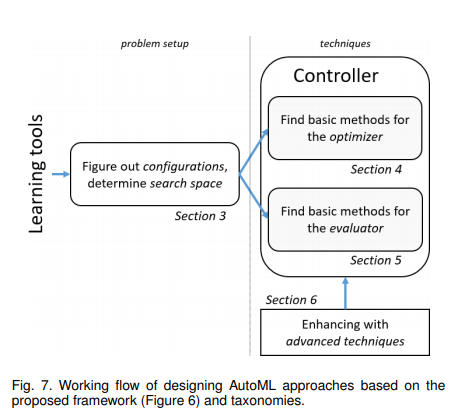 problem setup
techniques
Learning tools
Figure out configurations,
determine search space
Section 3
Controller
Find basic methods for
the optimizer
Section 4
Find basic methods for
the evaluator
Section 5
Section 6
Enhancing with
advanced techniques
Fig. 7. Working flow of designing AutoML approaches based on the
proposed framework (Figure 6) and taxonomies.